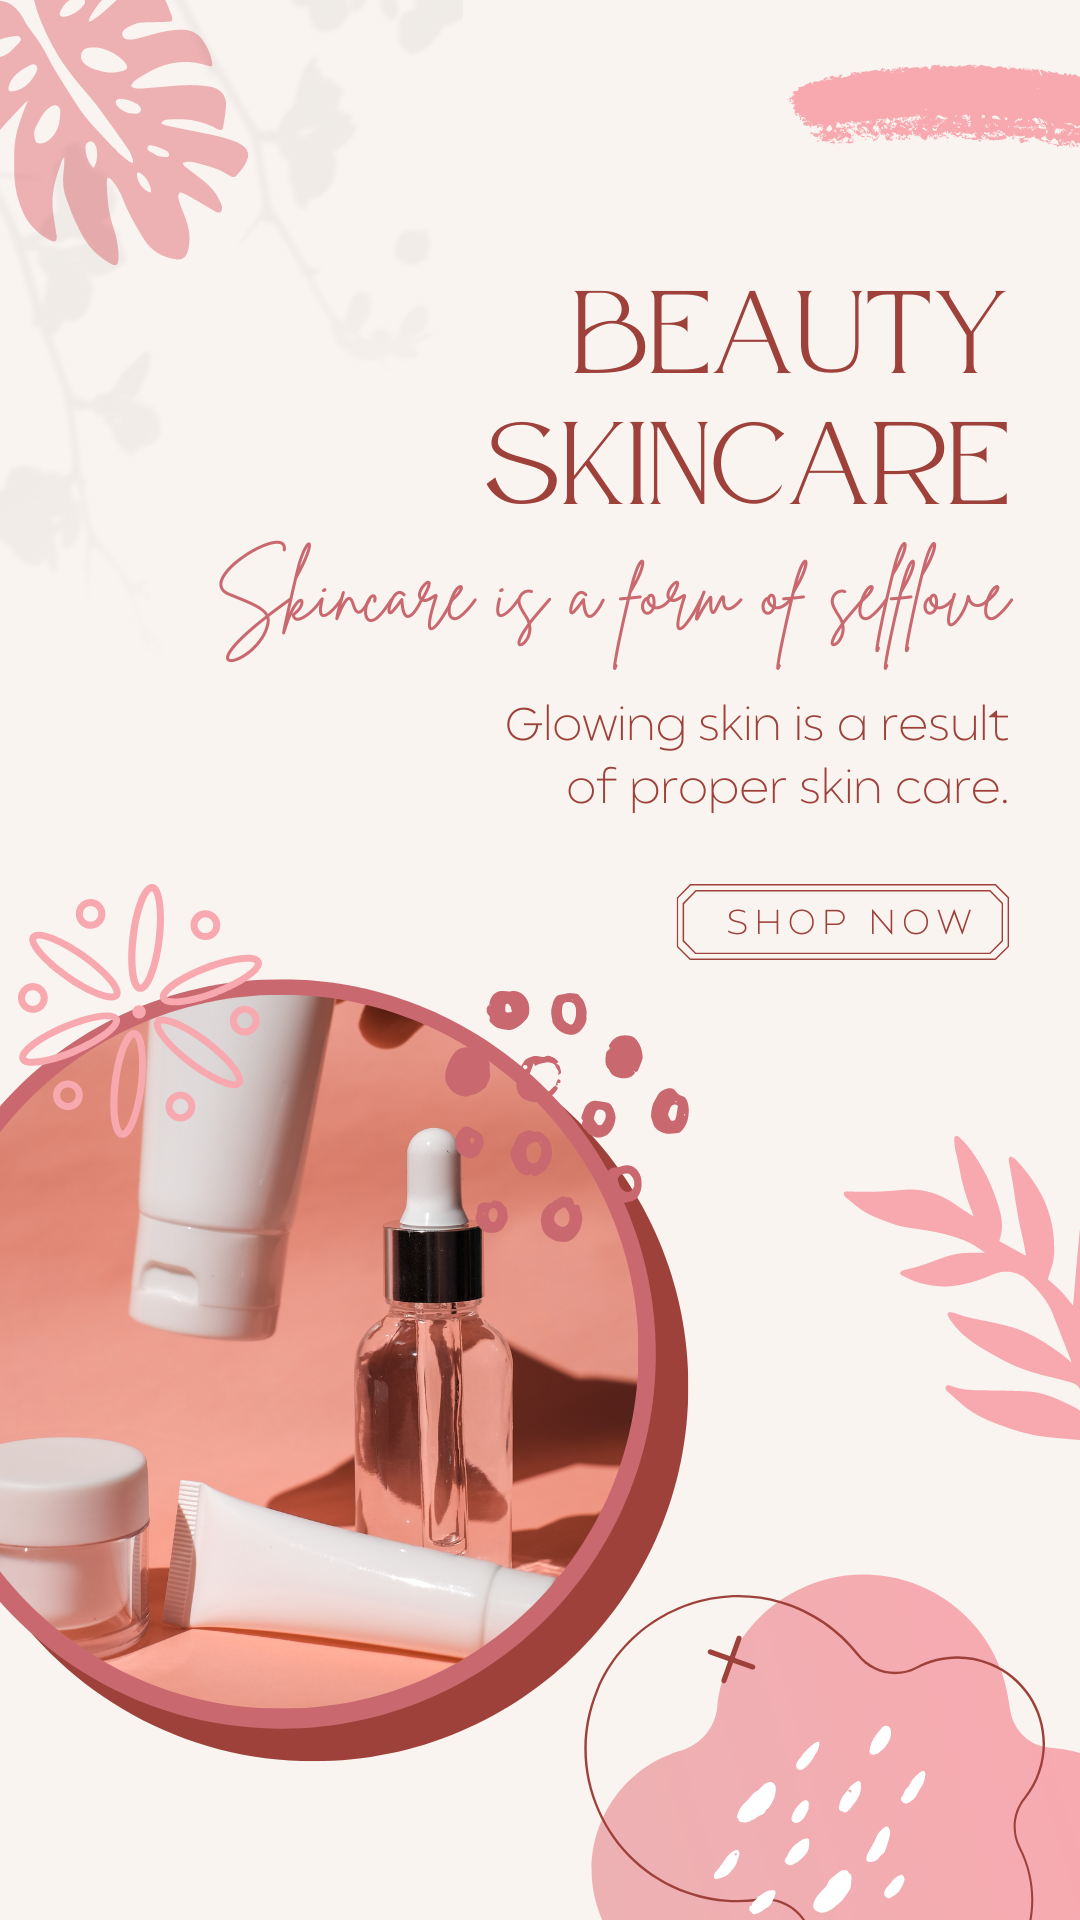 BEAUTY
SKINCARE
Skincare is a form of selflove
Glowing skin is a result
of proper skin care.
SHOP NOW